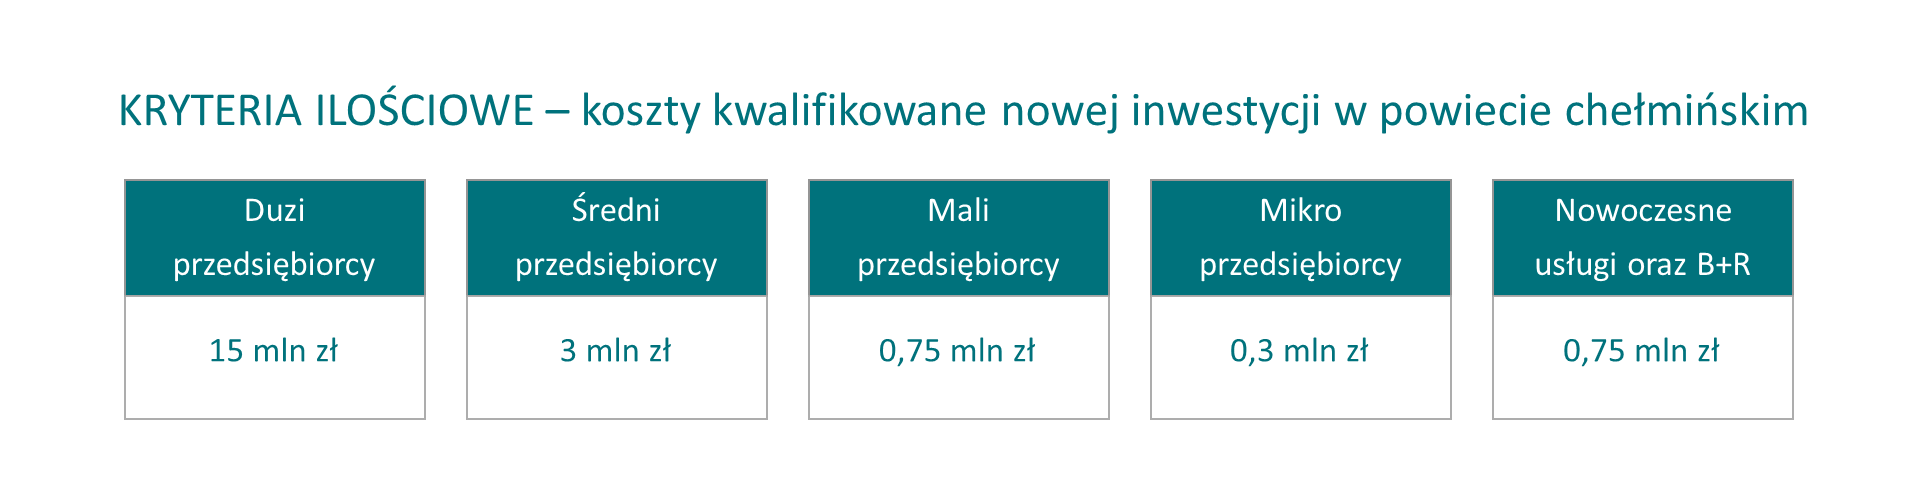 KRYTERIA ILOŚCIOWE – koszty kwalifikowane nowej inwestycji w powiecie chełmińskim
Duzi
przedsiębiorcy
15 mln zł
Średni
przedsiębiorcy
3 mln zł
Mali
przedsiębiorcy
0,75 mln zł
Mikro
przedsiębiorcy
0,3 mln zł
Nowoczesne
usługi oraz B+R
0,75 mln zł